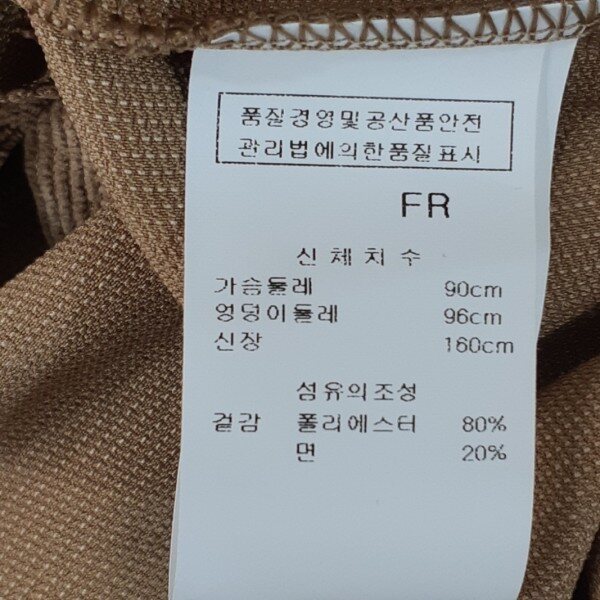 품질경영및공산품안전
관리법에의한품질표시
FR
신체치수
가슴둘레 90cm
엉덩이둘레 96cm
신장 160cm
섬유의조성
겉감 폴리에스터 80%
면 20%